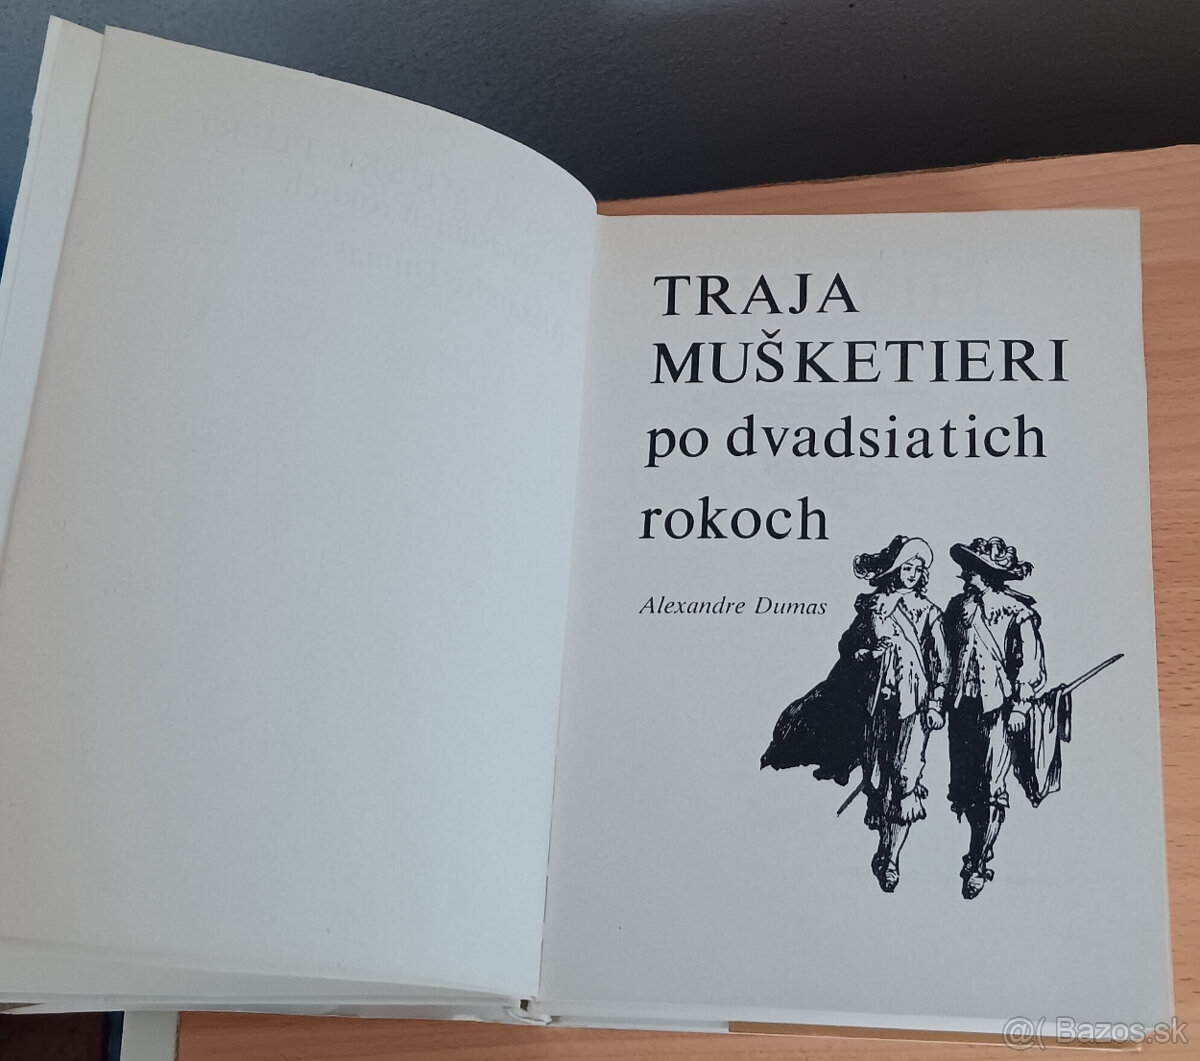 TRAJA
MUŠKETIERI
po dvadsiatich
rokoch
Alexandre Dumas
@( Bazos.sk